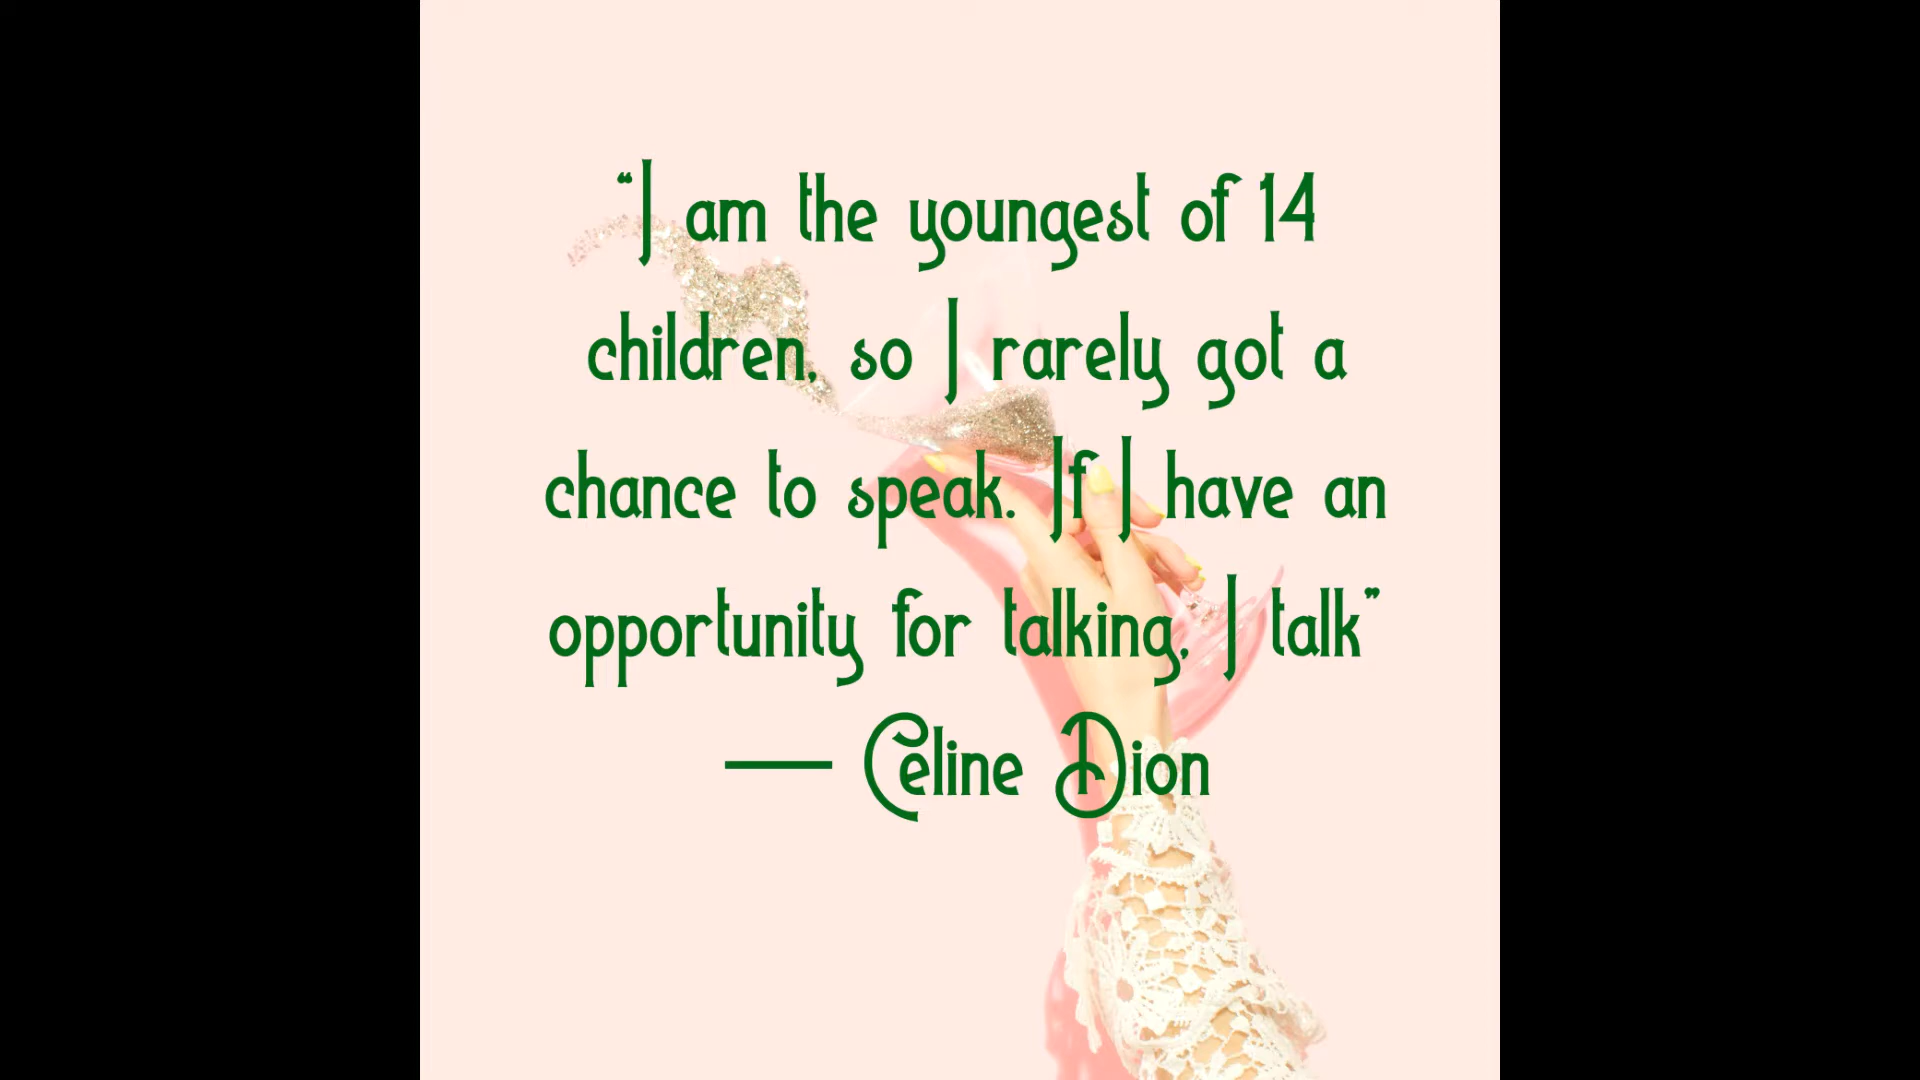 “I am the youngest of 14
children, so I rarely got a
chance to speak. If I have an
opportunity for talking, I talk”
— Celine Dion